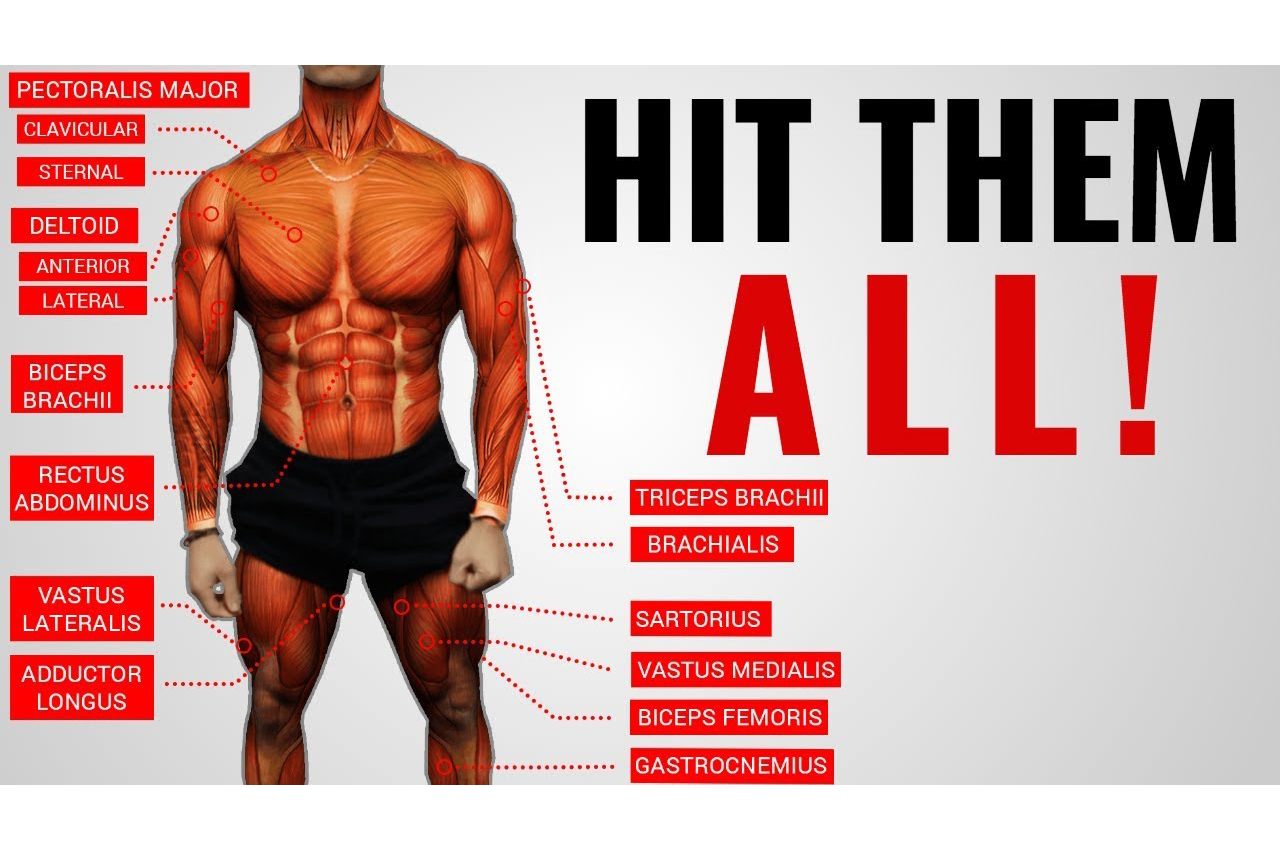 PECTORALIS MAJOR
CLAVICULAR
STERNAL
DELTOID
ANTERIOR
LATERAL
BICEPS
BRACHII
RECTUS
ABDOMINUS
VASTUS
LATERALIS
ADDUCTOR
LONGUS
HIT THEM
ALL!
TRICEPS BRACHII
BRACHIALIS
SARTORIUS
VASTUS MEDIALIS
BICEPS FEMORIS
GASTROCNEMIUS